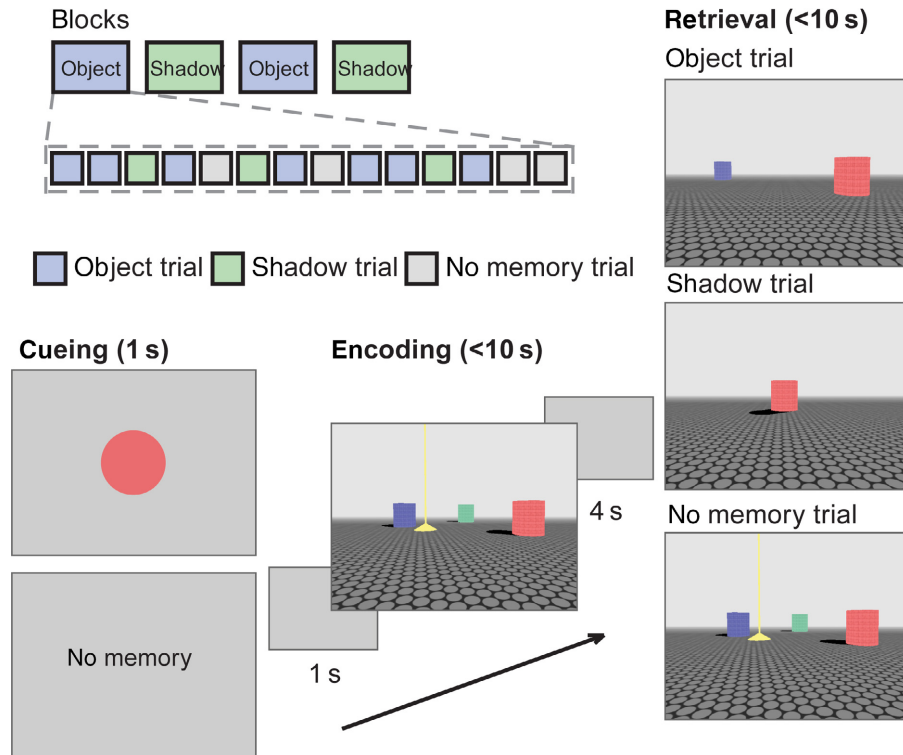 Blocks
Object
Shadow
Object
Shadow
Object trial
Shadow trial
No memory trial
Cueing (1 s)
No memory
1 s
Encoding (<10 s)
4 s
Retrieval (<10 s)
Object trial
Shadow trial
No memory trial